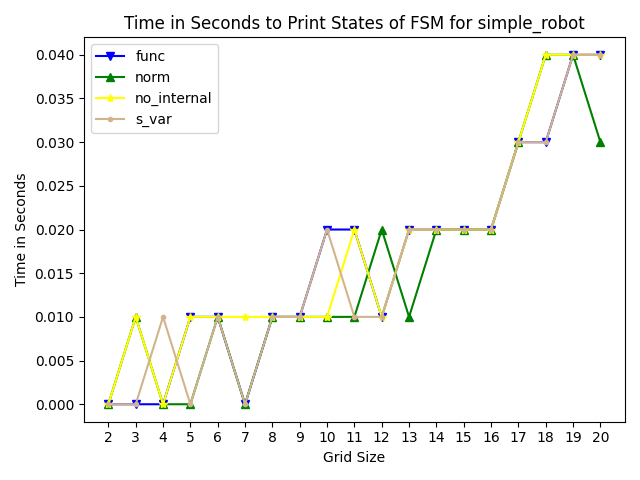 Time in Seconds to Print States of FSM for simple_robot
func
norm
no_internal
s_var
0.040
0.035
0.030
0.025
0.020
0.015
0.010
0.005
0.000
Time in Seconds
2 3 4 5 6 7 8 9 10 11 12 13 14 15 16 17 18 19 20
Grid Size